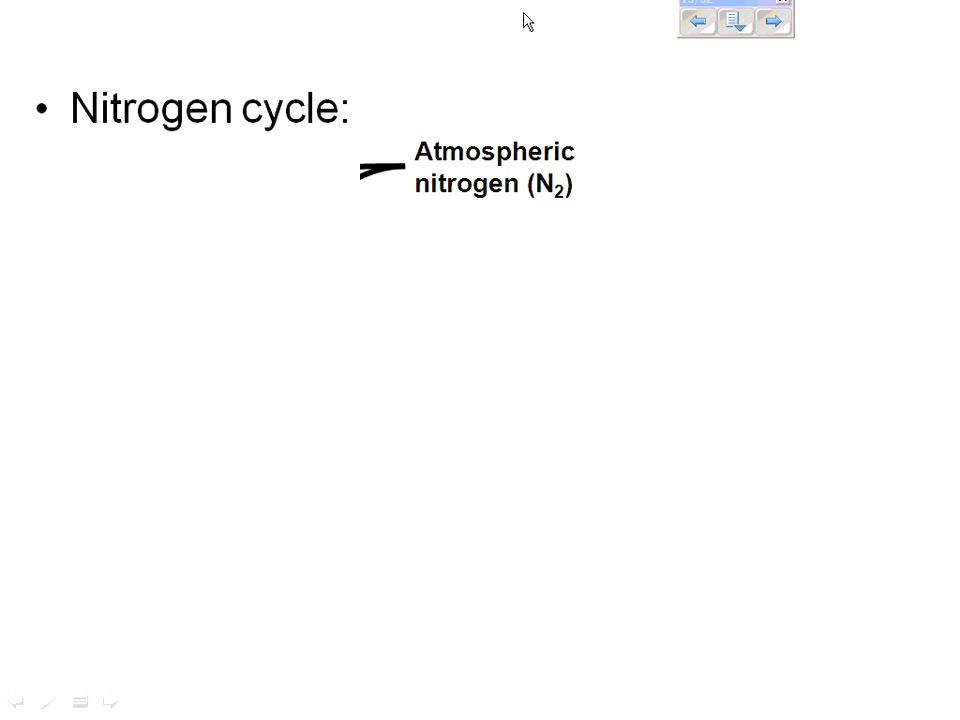 • Nitrogen cycle:
Atmospheric
nitrogen (N₂)